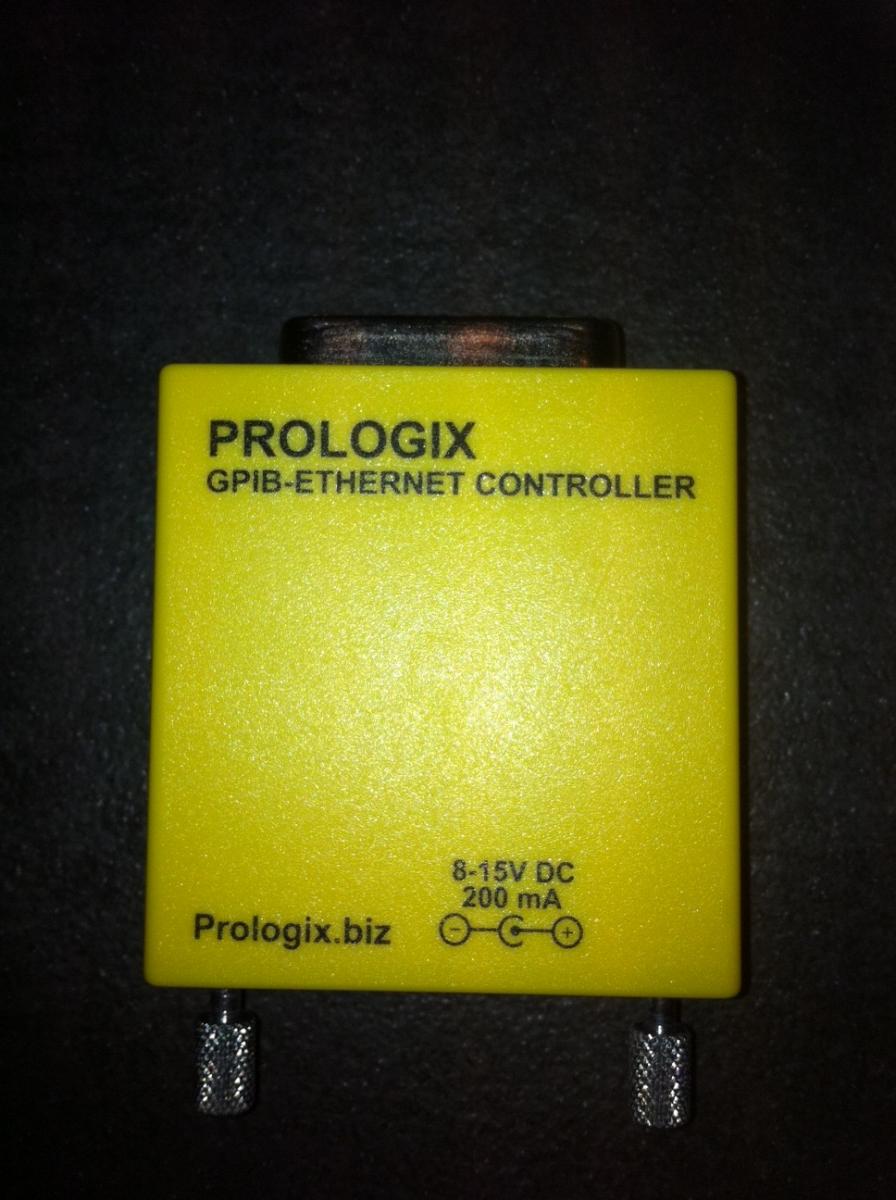 PROLOGIX
GPIB-ETHERNET CONTROLLER
8-15V DC
200 mA
Prologix.biz